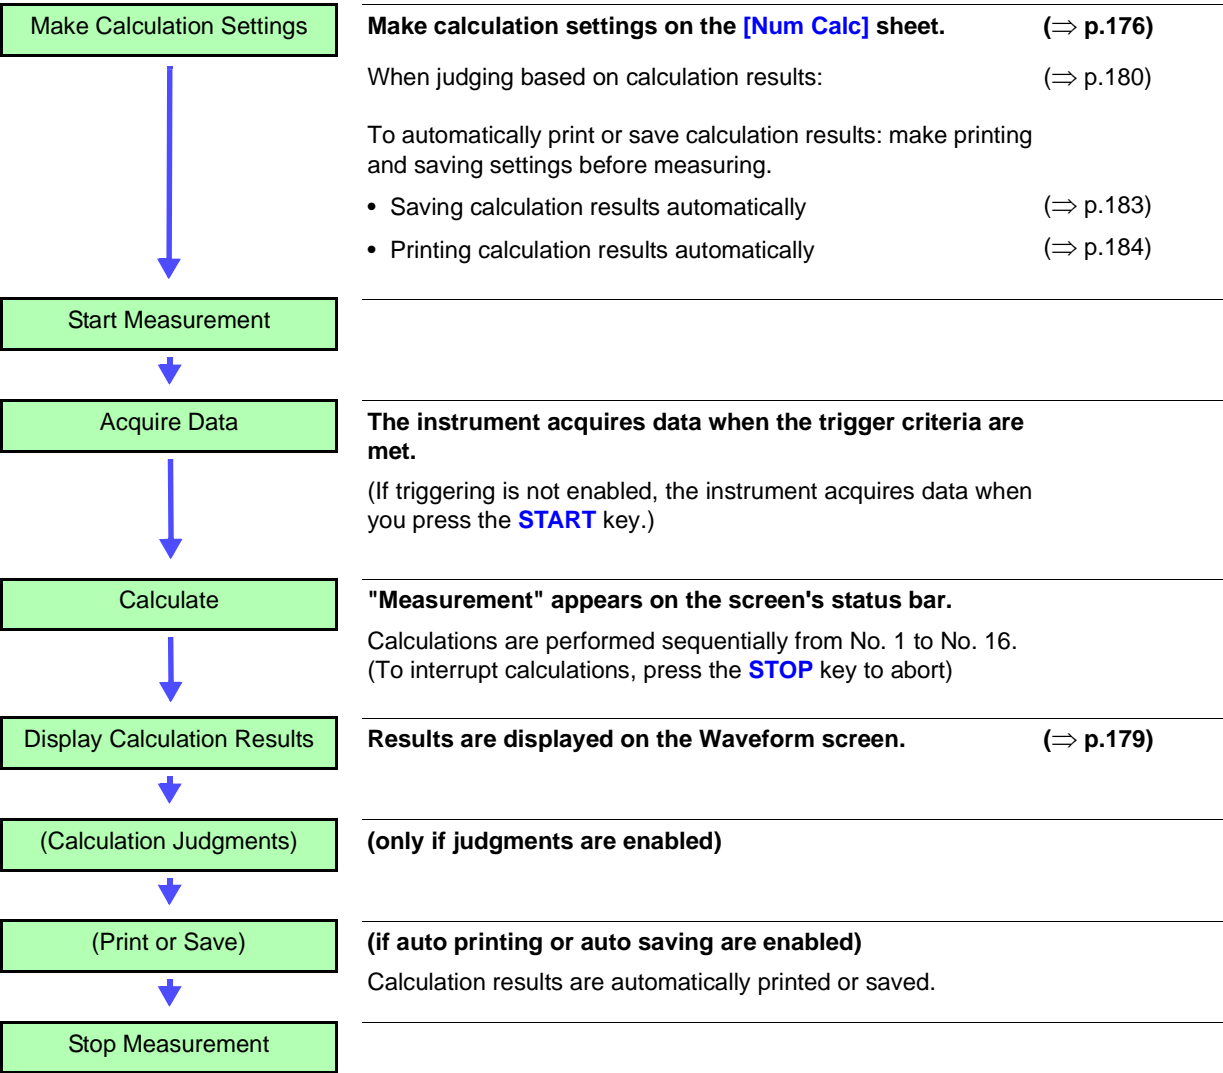 Make Calculation Settings
Make calculation settings on the [Num Calc] sheet. (⇒ p.176)
When judging based on calculation results: (⇒ p.180)
To automatically print or save calculation results: make printing
and saving settings before measuring.
• Saving calculation results automatically (⇒ p.183)
• Printing calculation results automatically (⇒ p.184)
Start Measurement
Acquire Data
The instrument acquires data when the trigger criteria are
met.
(If triggering is not enabled, the instrument acquires data when
you press the START key.)
Calculate
"Measurement" appears on the screen's status bar.
Calculations are performed sequentially from No. 1 to No. 16.
(To interrupt calculations, press the STOP key to abort)
Display Calculation Results
Results are displayed on the Waveform screen. (⇒ p.179)
(Calculation Judgments)
(only if judgments are enabled)
(Print or Save)
(if auto printing or auto saving are enabled)
Calculation results are automatically printed or saved.
Stop Measurement